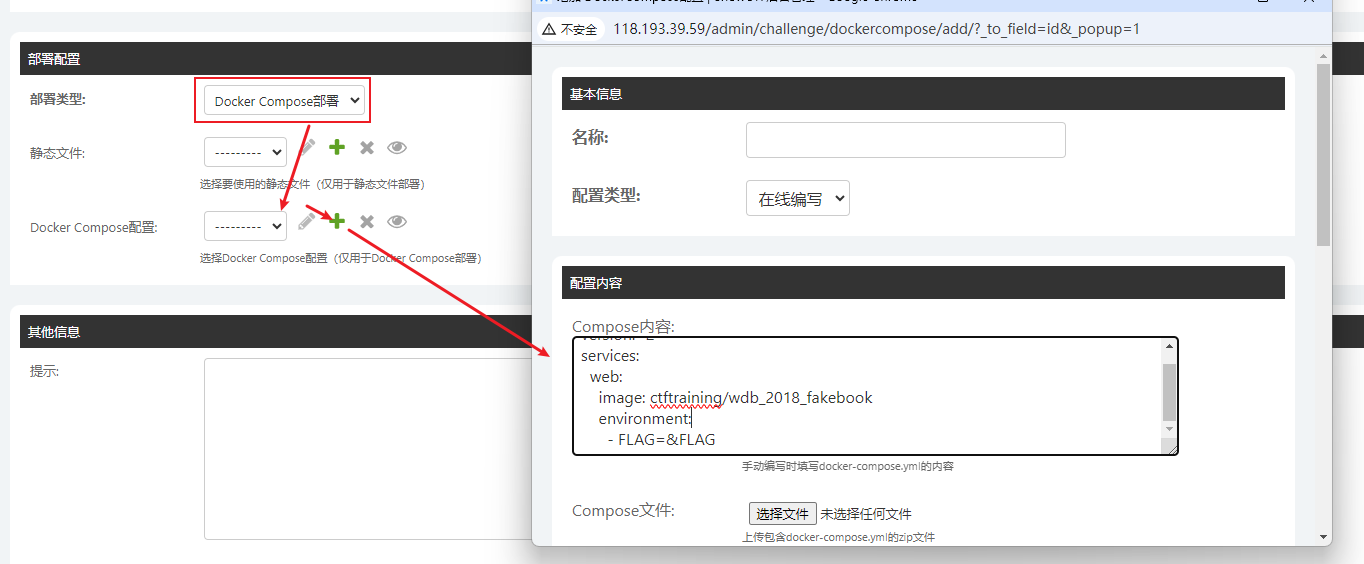 部署配置
部署类型:
Docker Compose部署
静态文件:
---------
选择要使用的静态文件（仅用于静态文件部署）
Docker Compose配置:
---------
选择Docker Compose配置（仅用于Docker Compose部署）
其他信息
提示:
不安全
118.193.39.59/admin/challenge/dockercompose/add/?_to_field=id&_popup=1
基本信息
名称:
配置类型:
在线编写
配置内容
Compose内容:
services:
web:
image: ctftraining/wdb_2018_fakebook
environment:
- FLAG=&FLAG
手动编写时填写docker-compose.yml的内容
Compose文件:
选择文件 未选择任何文件
上传包含docker-compose.yml的zip文件